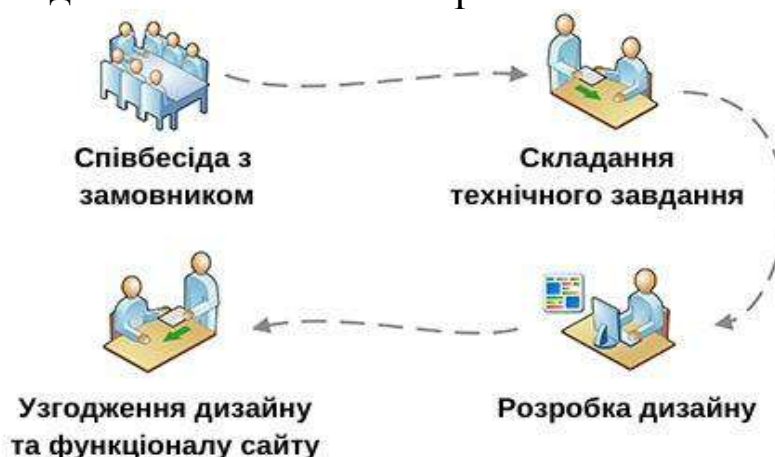 Співбесіда з
замовником
Складання
технічного завдання
Розробка дизайну
Узгодження дизайну
та функціоналу сайту